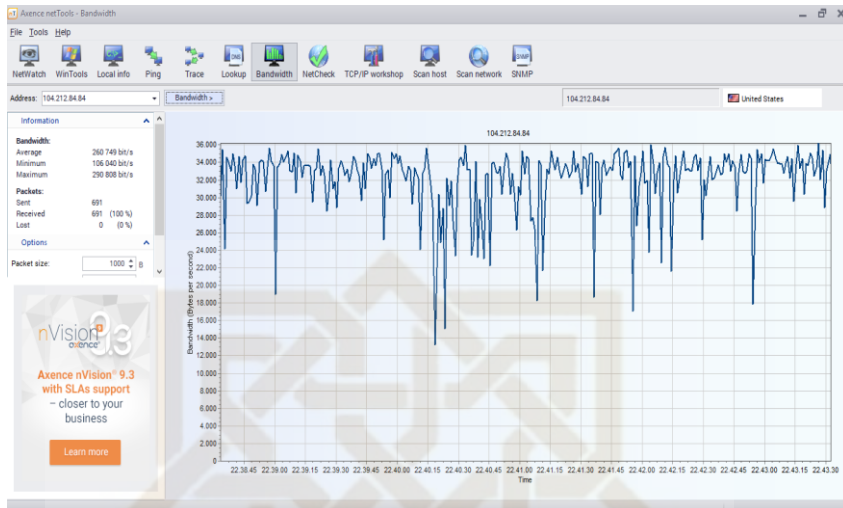 Axence netTools - Bandwidth
File Tools Help
NetWatch WinTools Local info Ping Trace Lookup Bandwidth NetCheck TCP/IP workshop Scan host Scan network SNMP
Address: 104.212.84.84 Bandwidth 104.212.84.84 United States
Information
Bandwidth:
Average 260 749 bit/s
Minimum 106 040 bit/s
Maximum 290 808 bit/s
Packets:
Sent 691
Received 691 (100 %)
Lost 0 (0 %)
Options
Packet size: 1000 B
nVision 9.3
axence
Axence nVision® 9.3
with SLAs support
– closer to your
business
Learn more
104.212.84.84
Bandwidth (Bytes per second)
36.000
34.000
32.000
30.000
28.000
26.000
24.000
22.000
20.000
18.000
16.000
14.000
12.000
10.000
8.000
6.000
4.000
2.000
0
22.38.45 22.39.00 22.39.15 22.39.30 22.39.45 22.40.00 22.40.15 22.40.30 22.40.45 22.41.00 22.41.15 22.41.30 22.41.45 22.42.00 22.42.15 22.42.30 22.42.45 22.43.00 22.43.15 22.43.30
Time